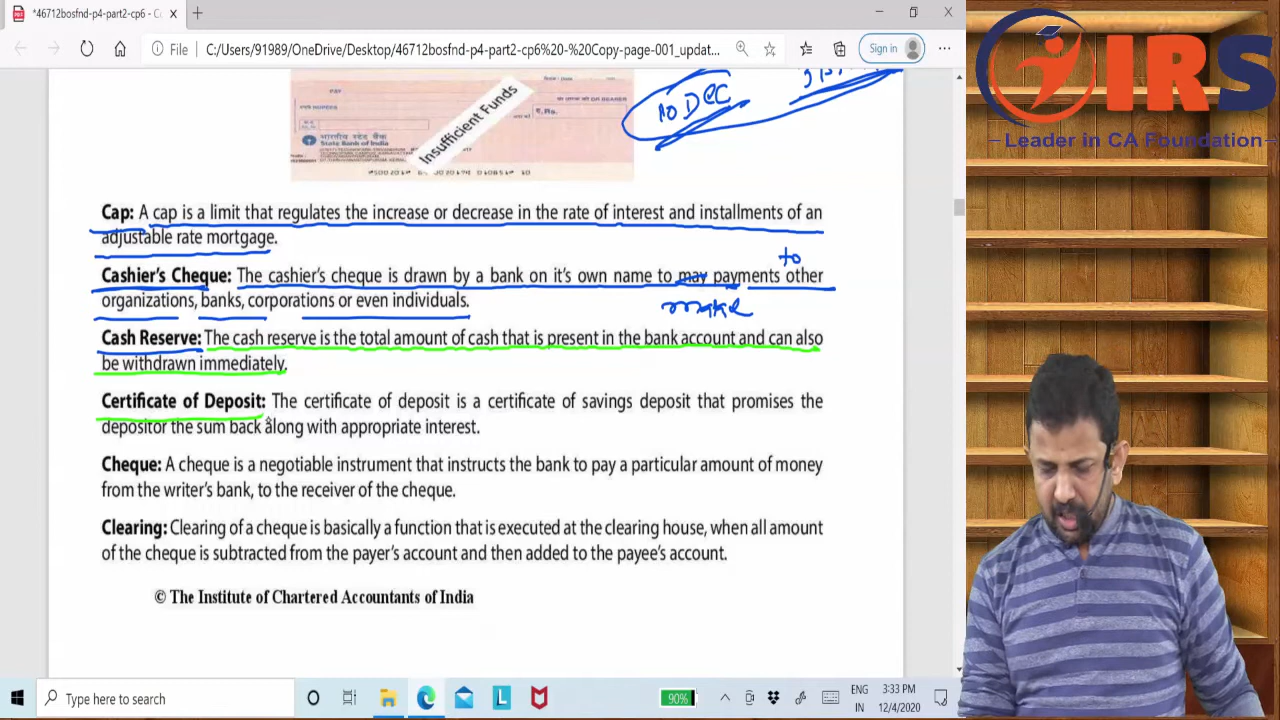 *46712bosfnd-p4-part2-cp6 - C
File C:/Users/91989/OneDrive/Desktop/46712bosfnd-p4-part2-cp6%20-%20Copy-page-001_updat...
Sign in
IRS
Leader in CA Foundation
Insufficient Funds
भारतीय स्टेट बैंक
State Bank of India
10 DEC
Cap: A cap is a limit that regulates the increase or decrease in the rate of interest and installments of an
adjustable rate mortgage.
to
Cashier's Cheque: The cashier's cheque is drawn by a bank on it's own name to may payments other
organizations, banks, corporations or even individuals.
make
Cash Reserve: The cash reserve is the total amount of cash that is present in the bank account and can also
be withdrawn immediately.
Certificate of Deposit: The certificate of deposit is a certificate of savings deposit that promises the
depositor the sum back along with appropriate interest.
Cheque: A cheque is a negotiable instrument that instructs the bank to pay a particular amount of money
from the writer's bank, to the receiver of the cheque.
Clearing: Clearing of a cheque is basically a function that is executed at the clearing house, when all amount
of the cheque is subtracted from the payer's account and then added to the payee's account.
© The Institute of Chartered Accountants of India
Type here to search
90%
ENG
IN
3:33 PM
12/4/2020